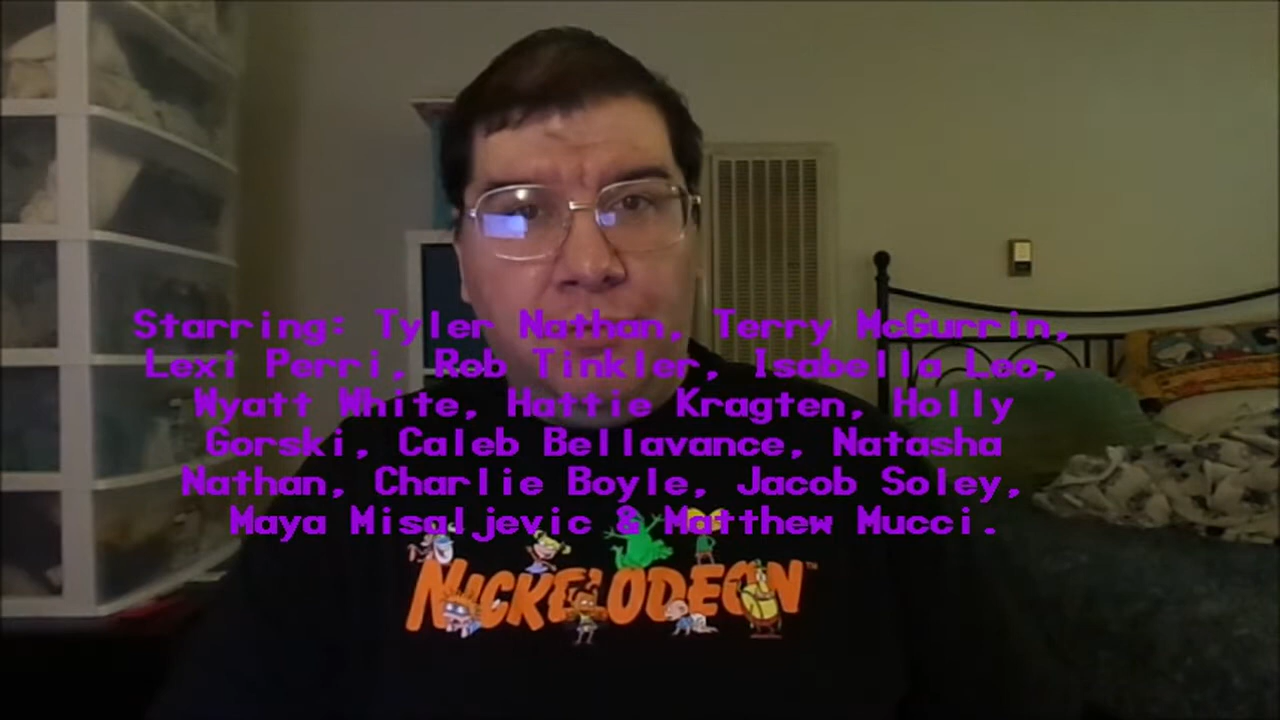 Starring: Tyler Nathan, Terry McGurrin,
Lexi Perri, Rob Tinkler, Isabella Leo,
Wyatt White, Hattie Kragten, Holly
Gorski, Caleb Bellavance, Natasha
Nathan, Charlie Boyle, Jacob Soley,
Maya Misaljevic & Matthew Mucci.
NICKELODEON™